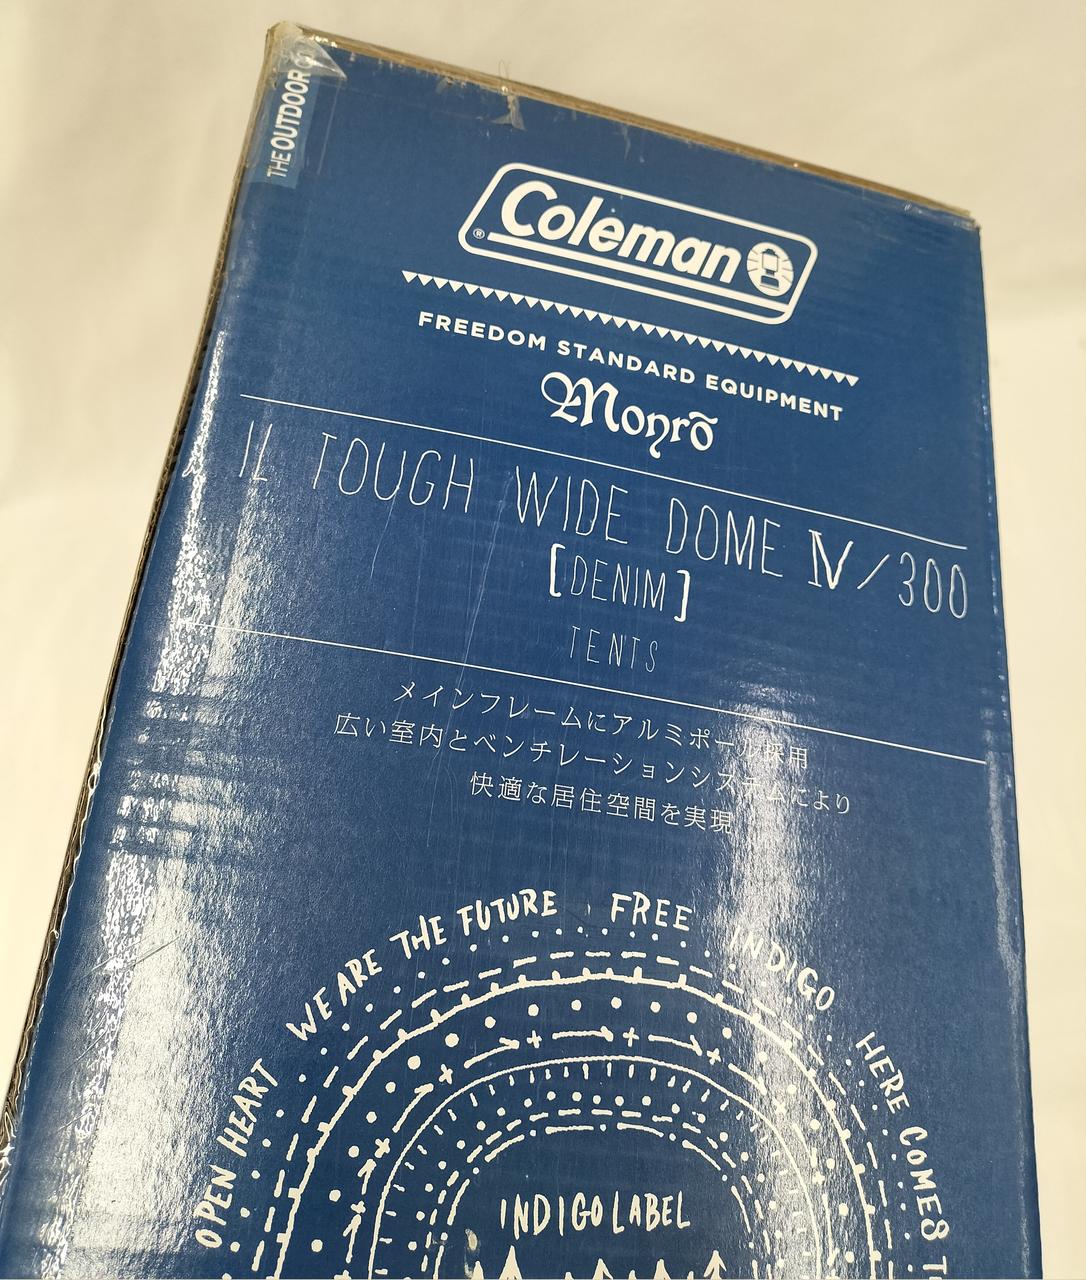 THE OUTDOOR
Coleman
®
FREEDOM STANDARD EQUIPMENT
Monrō
IL TOUGH WIDE DOME Ⅳ/300
[DENIM]
TENTS
メインフレームにアルミポール採用
広い室内とベンチレーションシステムにより
快適な居住空間を実現
OPEN HEART WE ARE THE FUTURE FREE INDIGO HERE COMES
INDIGO LABEL